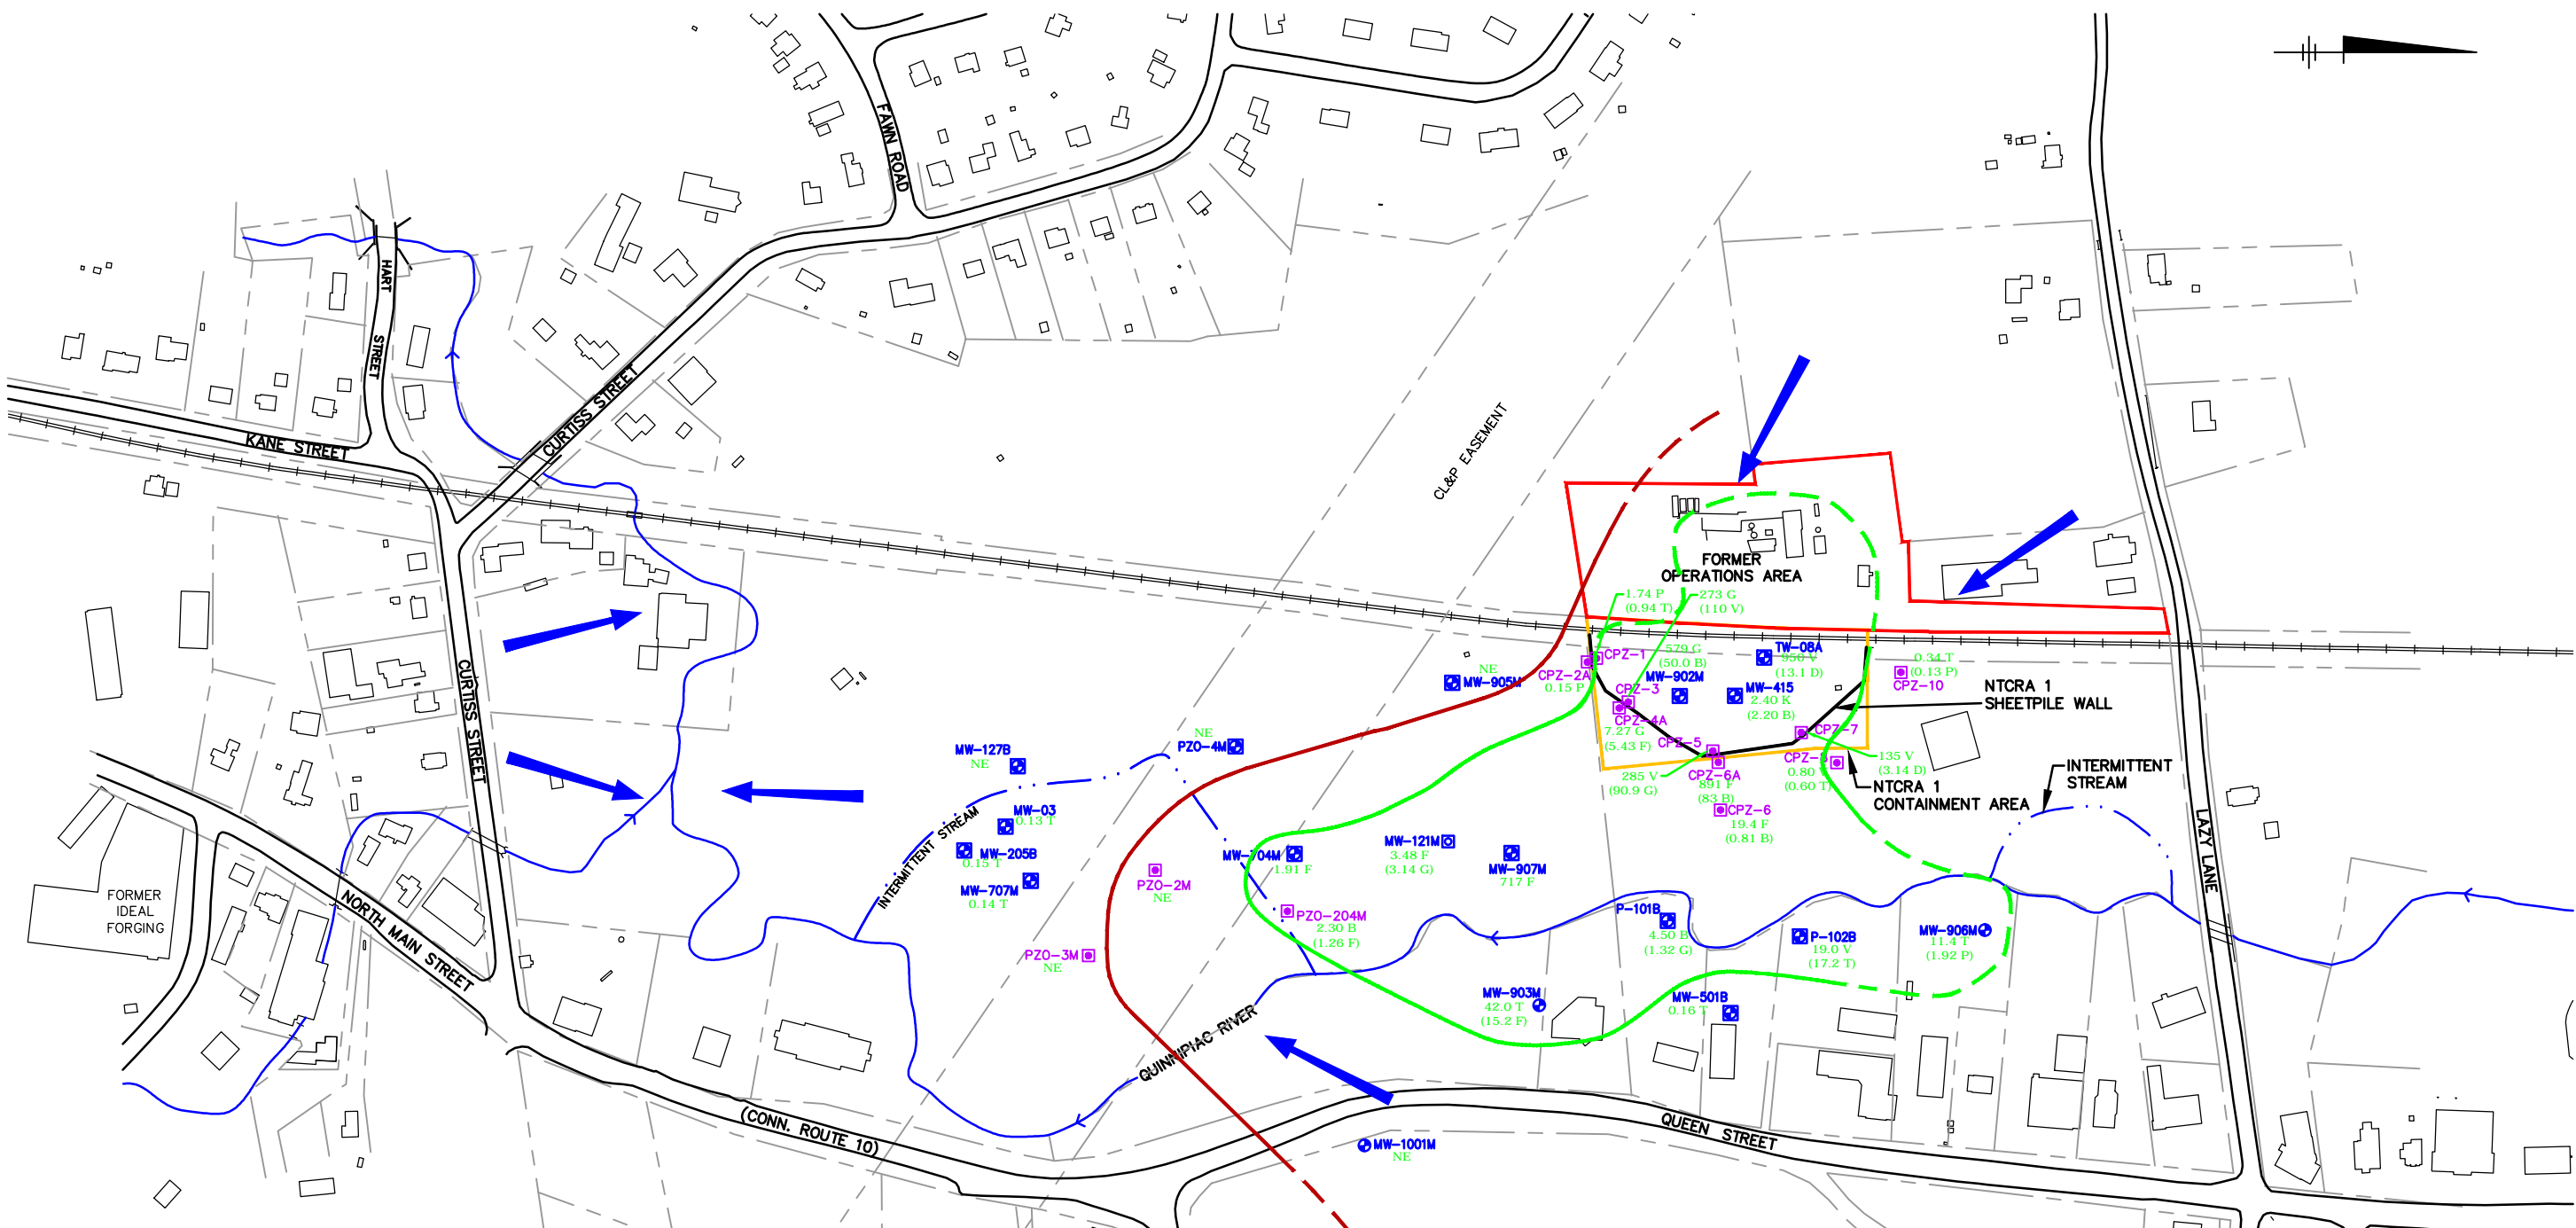 FAWN ROAD
HART
STREET
KANE STREET
CURTISS STREET
CURTISS STREET
CL&P EASEMENT
FORMER
OPERATIONS AREA
1.74 P
(0.94 T)
273 G
(110 V)
579 G
(50.0 B)
TW-08A
950 V
(13.1 D)
0.34 T
(0.13 P)
CPZ-10
CPZ-1
CPZ-2A
0.15 P
NE
MW-905M
MW-902M
CPZ-3
MW-415
2.40 K
(2.20 B)
NTCRA 1
SHEETPILE WALL
CPZ-4A
7.27 G
(5.43 F)
CPZ-5
CPZ-7
285 V
(90.9 G)
CPZ-6A
891 F
(83 B)
135 V
(3.14 D)
0.80 T
(0.60 T)
NTCRA 1
CONTAINMENT AREA
INTERMITTENT
STREAM
CPZ-6
19.4 F
(0.81 B)
NE
PZO-4M
MW-127B
NE
MW-03
0.13 T
MW-205B
0.15 T
MW-707M
0.14 T
INTERMITTENT STREAM
MW-704M
1.91 F
MW-121M
3.48 F
(3.14 G)
MW-907M
717 F
PZO-2M
NE
PZO-204M
2.30 B
(1.26 F)
PZO-3M
NE
P-101B
4.50 B
(1.32 G)
P-102B
19.0 V
(17.2 T)
MW-906M
11.4 T
(1.92 P)
LAZY LANE
MW-903M
42.0 T
(15.2 F)
MW-501B
0.16 T
QUINNIPIAC RIVER
FORMER
IDEAL
FORGING
NORTH MAIN STREET
(CONN. ROUTE 10)
MW-1001M
NE
QUEEN STREET